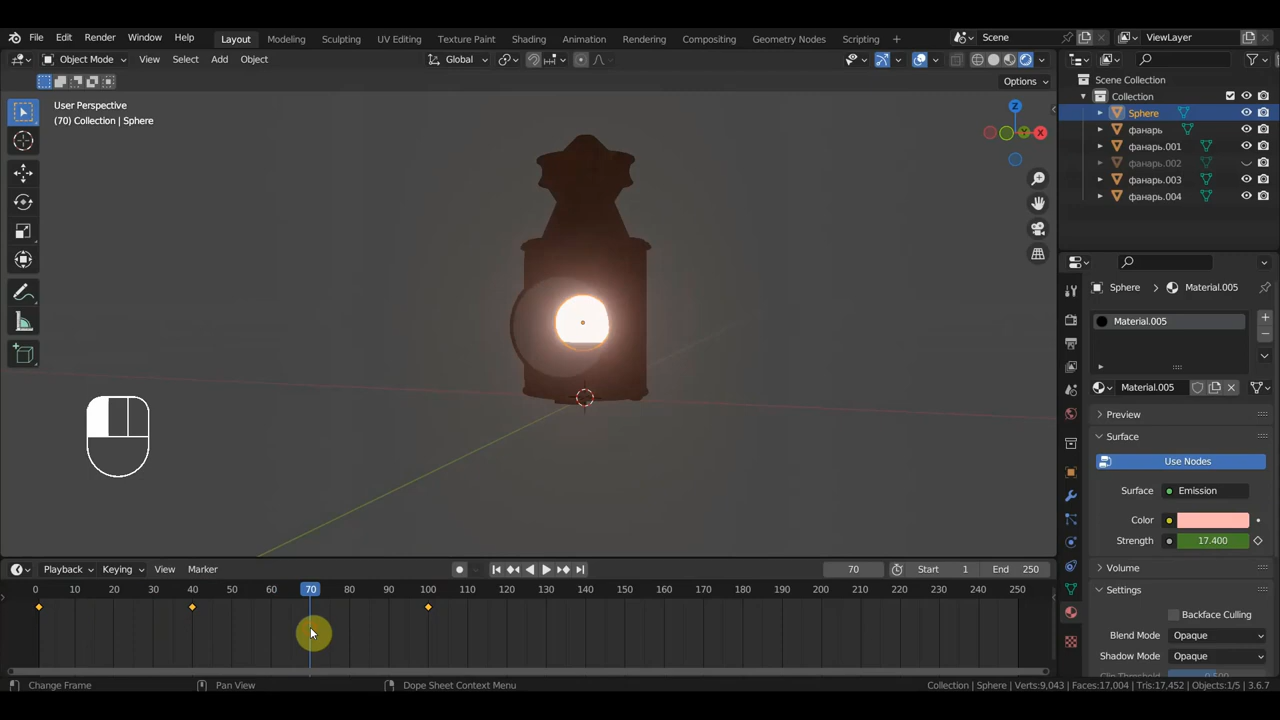 File Edit Render Window Help Layout Modeling Sculpting UV Editing Texture Paint Shading Animation Rendering Compositing Geometry Nodes Scripting + Scene ViewLayer
Object Mode View Select Add Object Global
Options
User Perspective
(70) Collection | Sphere
Z
Y
X
Scene Collection
Collection
Sphere
фанарь
фанарь.001
фанарь.002
фанарь.003
фанарь.004
Sphere > Material.005
Material.005
Material.005
Preview
Surface
Use Nodes
Surface Emission
Color
Strength 17.400
Volume
Settings
Backface Culling
Blend Mode Opaque
Shadow Mode Opaque
Playback Keying View Marker 70 Start 1 End 250
0 10 20 30 40 50 60 70 80 90 100 110 120 130 140 150 160 170 180 190 200 210 220 230 240 250
Change Frame Pan View Dope Sheet Context Menu Collection | Sphere | Verts:9,043 | Faces:17,004 | Tris:17,452 | Objects:1/5 | 3.6.7